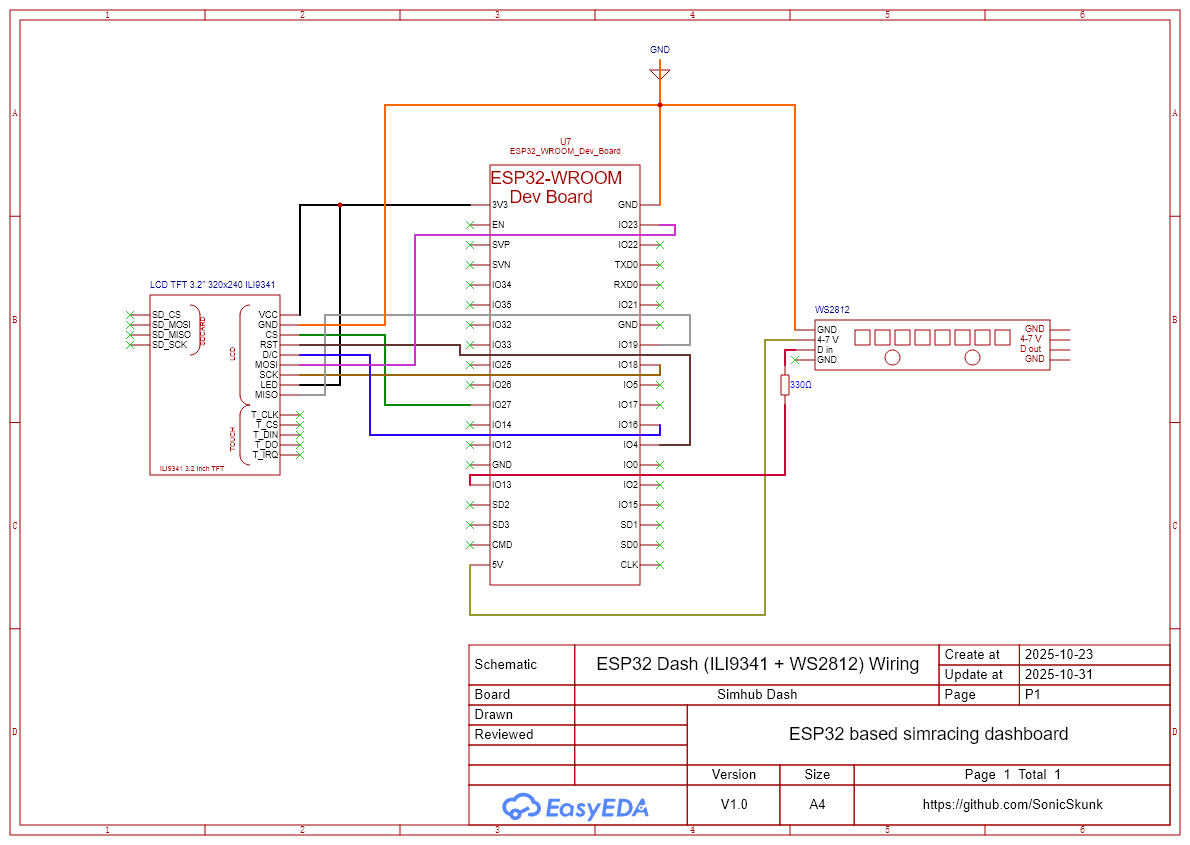 1 2 3 4 5 6
A A
B B
C C
D D
GND
U7
ESP32_WROOM_Dev_Board
ESP32-WROOM
Dev Board
3V3
EN
SVP
SVN
IO34
IO35
IO32
IO33
IO25
IO26
IO27
IO14
IO12
GND
IO13
SD2
SD3
CMD
5V
GND
IO23
IO22
TXD0
RXD0
IO21
GND
IO19
IO18
IO5
IO17
IO16
IO4
IO0
IO2
IO15
SD1
SD0
CLK
LCD TFT 3.2" 320x240 ILI9341
SD_CS
SD_MOSI
SD_MISO
SD_SCK
SDCARD
LCD
VCC
GND
CS
RST
D/C
MOSI
SCK
LED
MISO
TOUCH
T_CLK
T_CS
T_DIN
T_DO
T_IRQ
ILI9341 3.2 inch TFT
WS2812
GND
4-7 V
D in
GND
GND
4-7 V
D out
GND
330Ω
Schematic
ESP32 Dash (ILI9341 + WS2812) Wiring
Create at 2025-10-23
Update at 2025-10-31
Board
Simhub Dash
Page P1
Drawn
Reviewed
ESP32 based simracing dashboard
Version Size Page 1 Total 1
EasyEDA
V1.0 A4 https://github.com/SonicSkunk
1 2 3 4 5 6